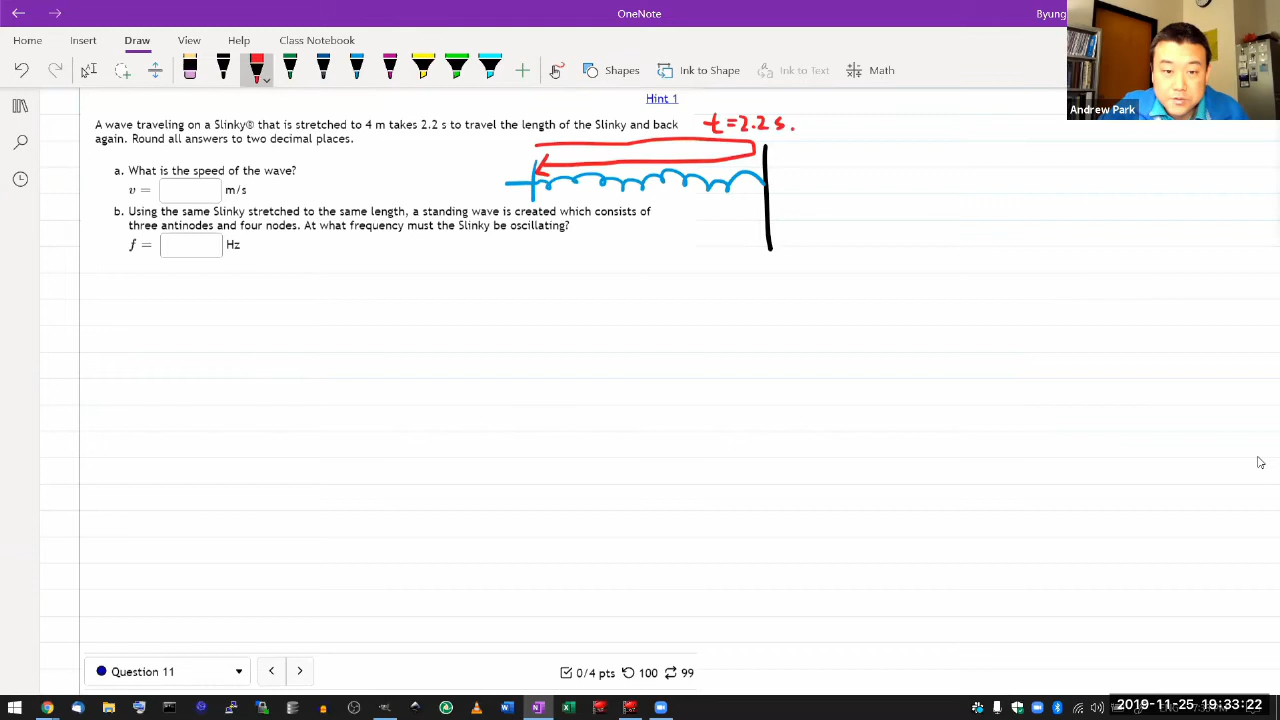 OneNote
Byung
Home Insert Draw View Help Class Notebook
Shapes Ink to Shape Ink to Text Math
Andrew Park
Hint 1
A wave traveling on a Slinky® that is stretched to 4 m takes 2.2 s to travel the length of the Slinky and back
again. Round all answers to two decimal places.
t = 2.2 s.
a. What is the speed of the wave?
v = m/s
b. Using the same Slinky stretched to the same length, a standing wave is created which consists of
three antinodes and four nodes. At what frequency must the Slinky be oscillating?
f = Hz
Question 11 0/4 pts 100 99
2019-11-25 19:33:22